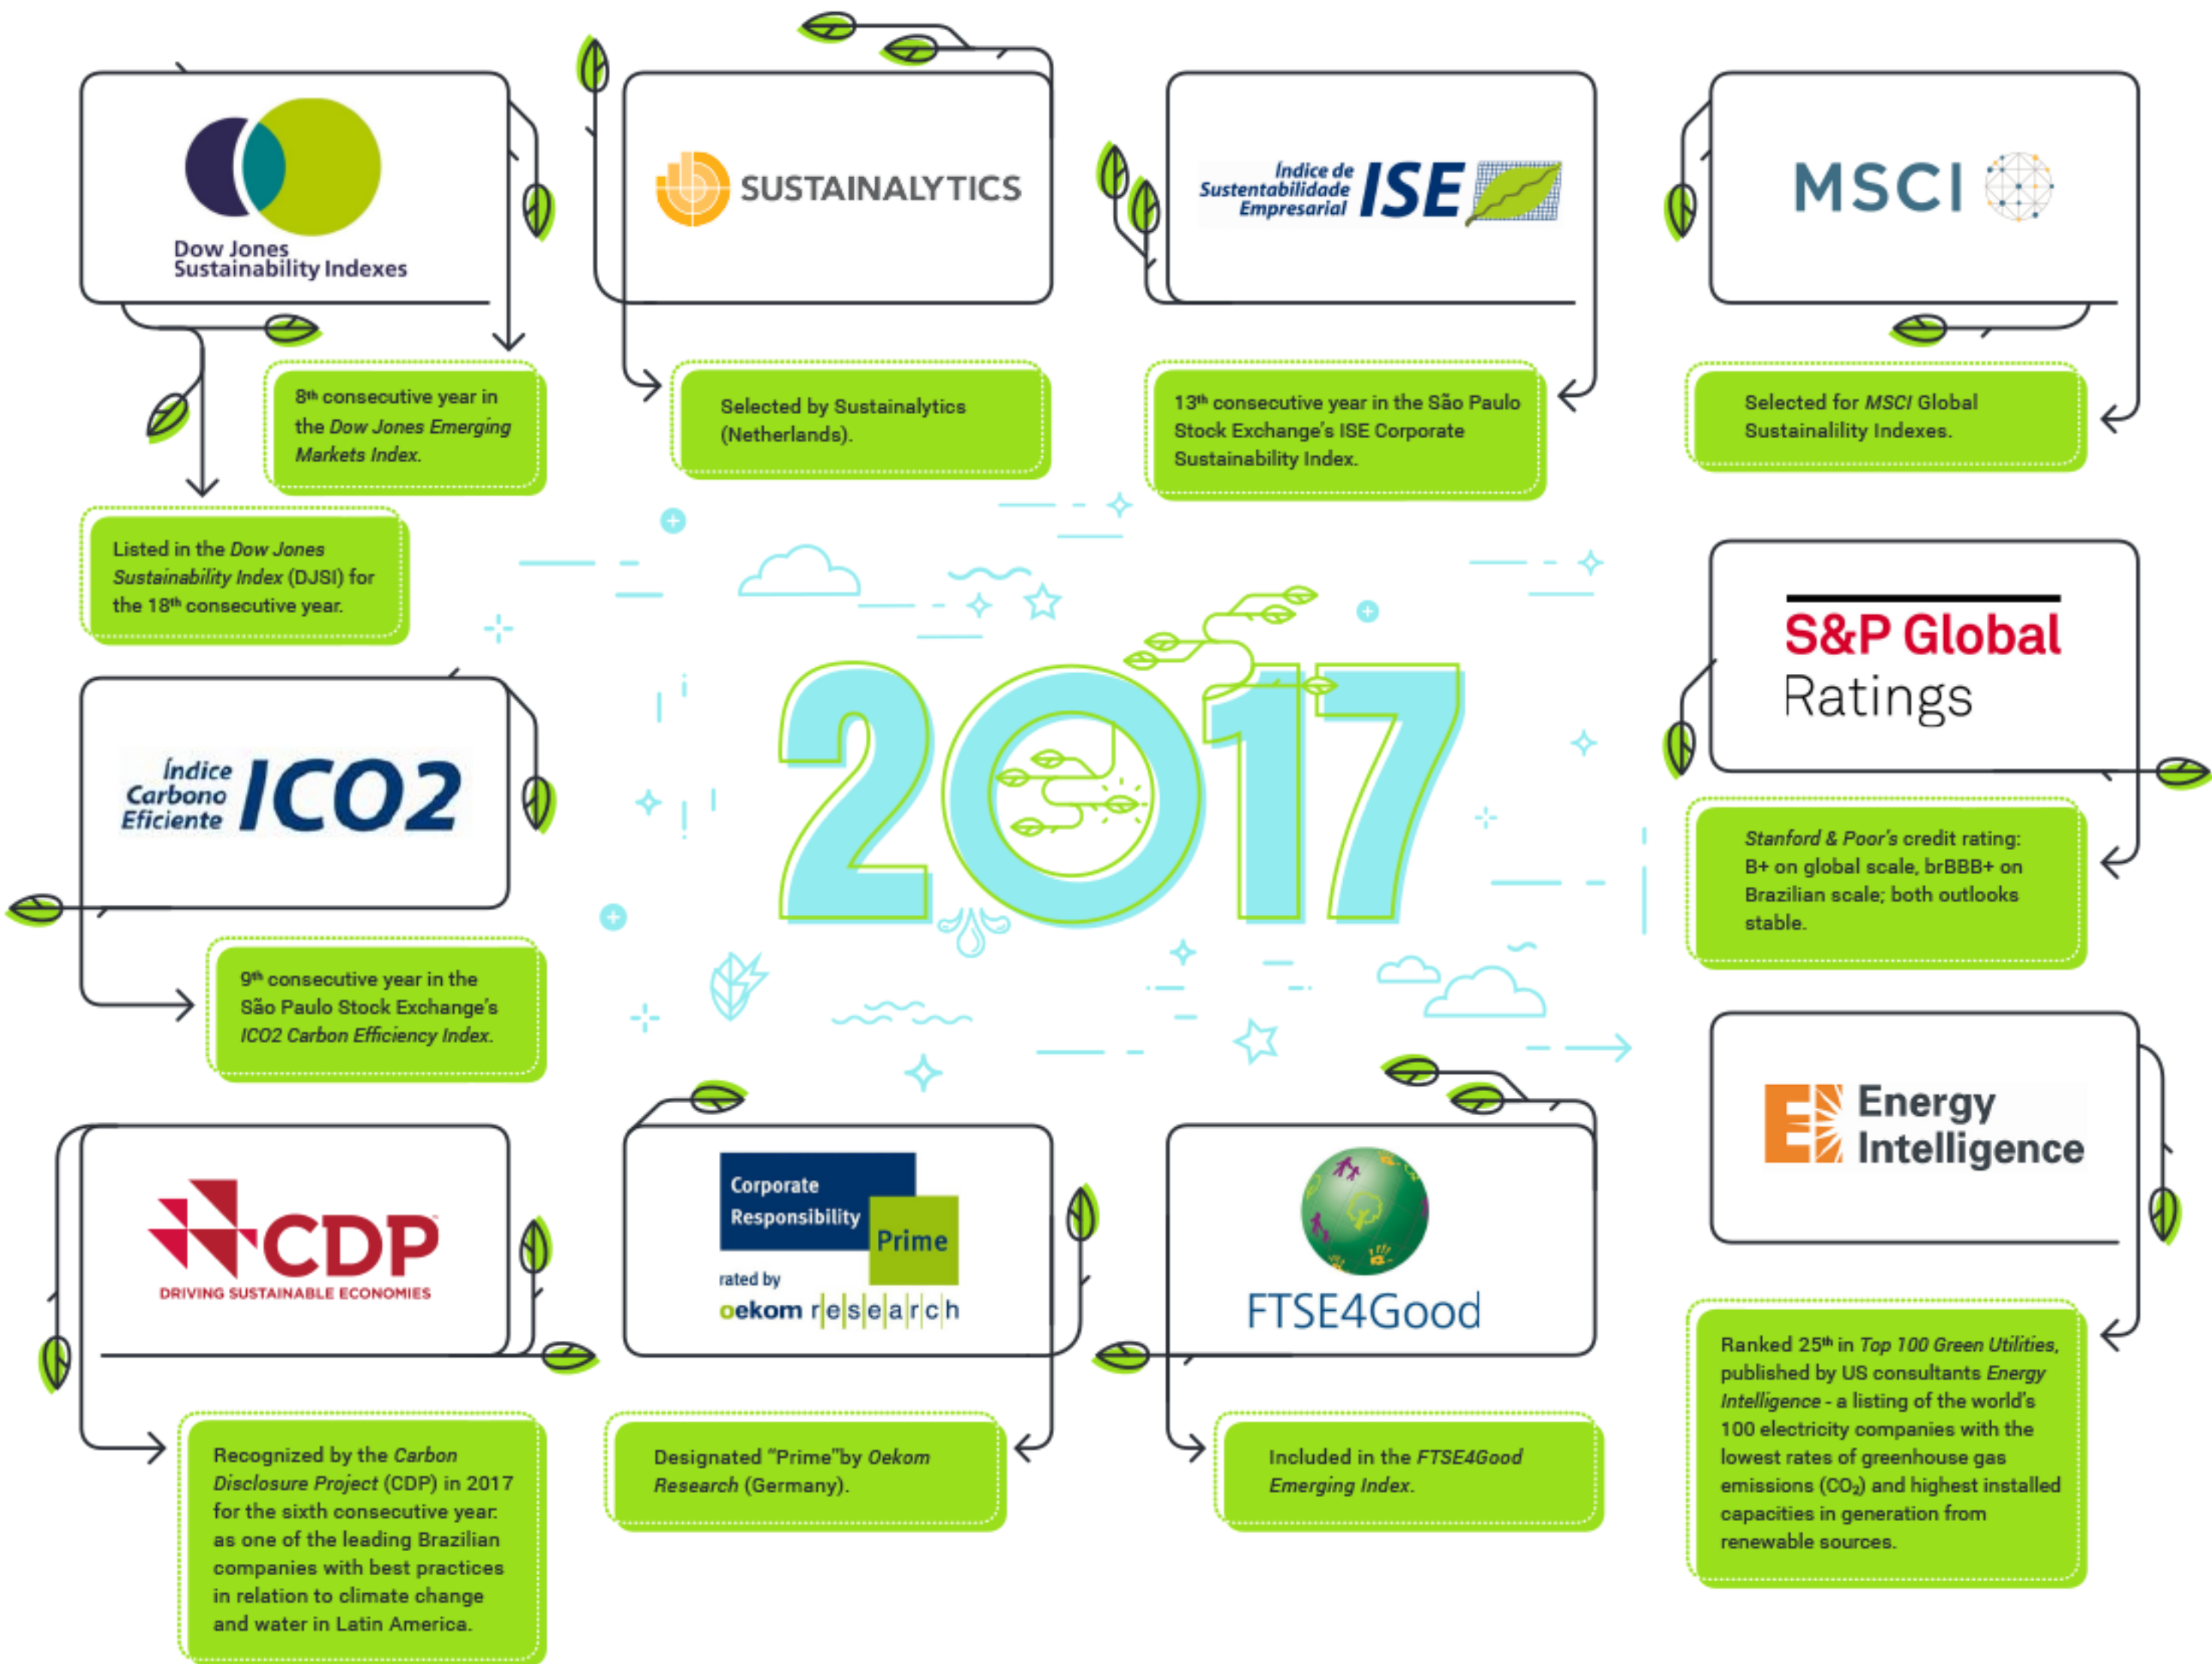 Dow Jones
Sustainability Indexes
8th consecutive year in
the Dow Jones Emerging
Markets Index.
Listed in the Dow Jones
Sustainability Index (DJSI) for
the 18th consecutive year.
SUSTAINALYTICS
Selected by Sustainalytics
(Netherlands).
Índice de
Sustentabilidade
Empresarial
ISE
13th consecutive year in the São Paulo
Stock Exchange's ISE Corporate
Sustainability Index.
MSCI
Selected for MSCI Global
Sustainalility Indexes.
S&P Global
Ratings
Stanford & Poor's credit rating:
B+ on global scale, brBBB+ on
Brazilian scale; both outlooks
stable.
2017
Índice
Carbono
Eficiente
ICO2
9th consecutive year in the
São Paulo Stock Exchange's
ICO2 Carbon Efficiency Index.
Energy
Intelligence
Ranked 25th in Top 100 Green Utilities,
published by US consultants Energy
Intelligence - a listing of the world's
100 electricity companies with the
lowest rates of greenhouse gas
emissions (CO₂) and highest installed
capacities in generation from
renewable sources.
CDP
DRIVING SUSTAINABLE ECONOMIES
Recognized by the Carbon
Disclosure Project (CDP) in 2017
for the sixth consecutive year:
as one of the leading Brazilian
companies with best practices
in relation to climate change
and water in Latin America.
Corporate
Responsibility
Prime
rated by
oekom r|e|s|e|a|r|c|h
Designated "Prime"by Oekom
Research (Germany).
FTSE4Good
Included in the FTSE4Good
Emerging Index.